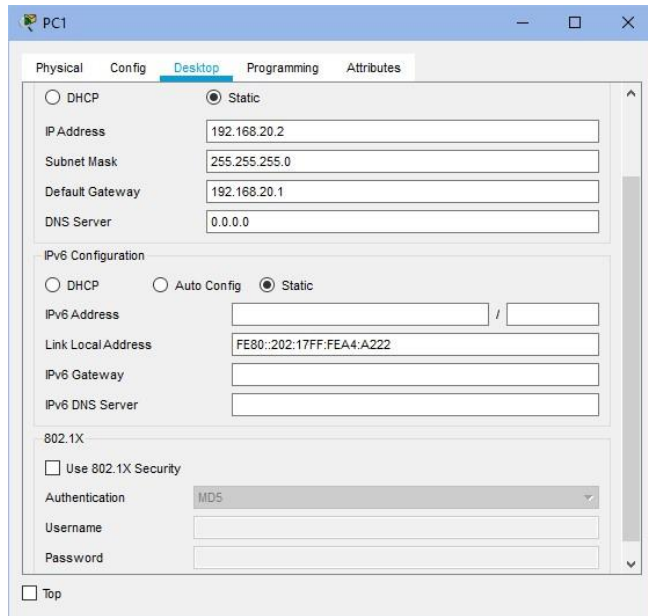 PC1
Physical Config Desktop Programming Attributes
DHCP Static
IP Address 192.168.20.2
Subnet Mask 255.255.255.0
Default Gateway 192.168.20.1
DNS Server 0.0.0.0
IPv6 Configuration
DHCP Auto Config Static
IPv6 Address /
Link Local Address FE80::202:17FF:FEA4:A222
IPv6 Gateway
IPv6 DNS Server
802.1X
Use 802.1X Security
Authentication MD5
Username
Password
Top